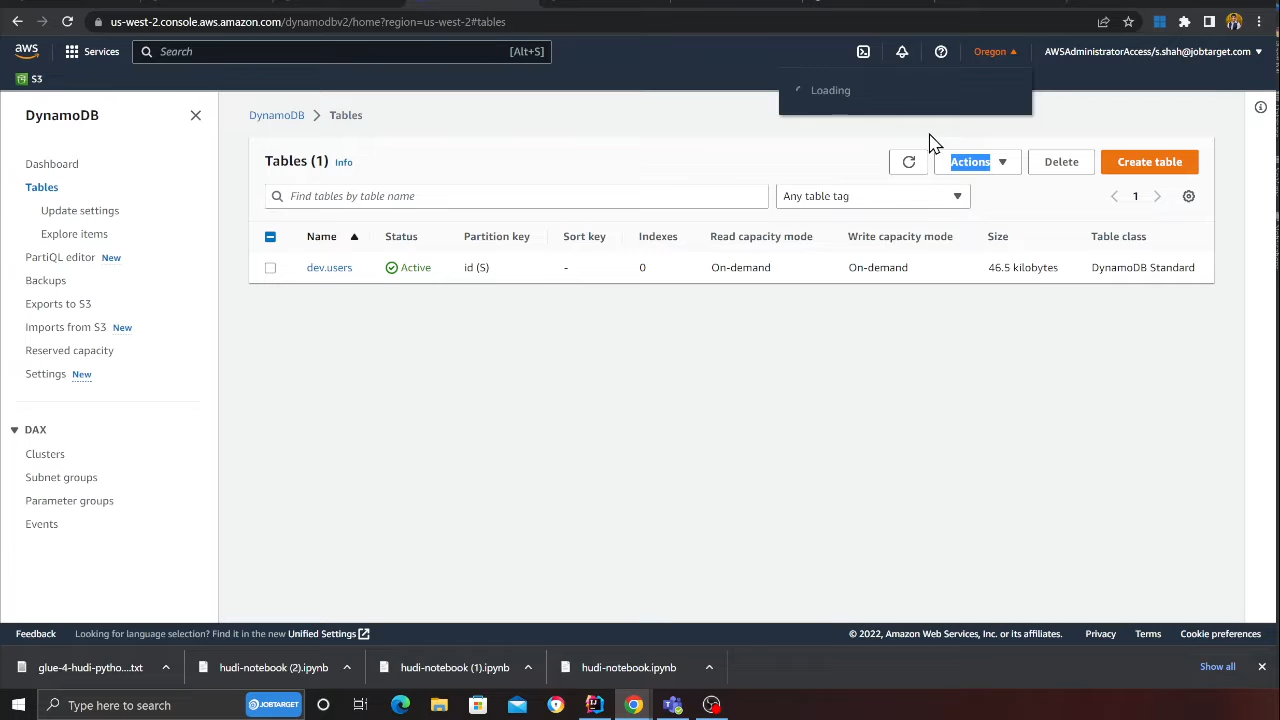 us-west-2.console.aws.amazon.com/dynamodbv2/home?region=us-west-2#tables
aws
Services
Search
[Alt+S]
Oregon
AWSAdministratorAccess/s.shah@jobtarget.com
S3
Loading
DynamoDB
DynamoDB
Tables
Tables (1)
Info
Actions
Delete
Create table
Find tables by table name
Any table tag
1
Dashboard
Tables
Update settings
Explore items
PartiQL editor New
Backups
Exports to S3
Imports from S3 New
Reserved capacity
Settings New
DAX
Clusters
Subnet groups
Parameter groups
Events
Name Status Partition key Sort key Indexes Read capacity mode Write capacity mode Size Table class
dev.users Active id (S) - 0 On-demand On-demand 46.5 kilobytes DynamoDB Standard
Feedback Looking for language selection? Find it in the new Unified Settings © 2022, Amazon Web Services, Inc. or its affiliates. Privacy Terms Cookie preferences
glue-4-hudi-pytho....txt hudi-notebook (2).ipynb hudi-notebook (1).ipynb hudi-notebook.ipynb Show all
Type here to search JOBTARGET